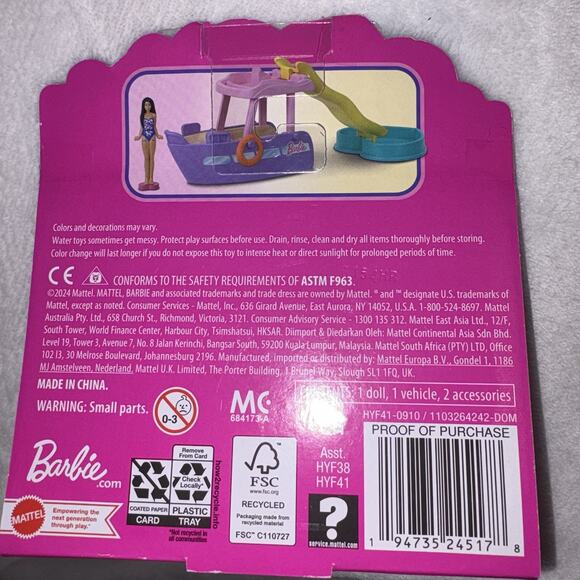 Barbie
Colors and decorations may vary.
Water toys sometimes get messy. Protect play surfaces before use. Drain, rinse, clean and dry all items thoroughly before storing.
Color change will last longer if you do not expose this toy to intense heat or direct sunlight for prolonged periods of time.
CE CONFORMS TO THE SAFETY REQUIREMENTS OF ASTM F963.
©2024 Mattel. MATTEL, BARBIE and associated trademarks and trade dress are owned by Mattel. ® and ™ designate U.S. trademarks of
Mattel, except as noted. Consumer Services - Mattel, Inc., 636 Girard Avenue, East Aurora, NY 14052, U.S.A. 1-800-524-8697. Mattel
Australia Pty. Ltd., 658 Church St., Richmond, Victoria, 3121. Consumer Advisory Service - 1300 135 312. Mattel East Asia Ltd., 12/F,
South Tower, World Finance Center, Harbour City, Tsimshatsui, HKSAR. Diimport & Diedarkan Oleh: Mattel Continental Asia Sdn Bhd.
Level 19, Tower 3, Avenue 7, No. 8 Jalan Kerinchi, Bangsar South, 59200 Kuala Lumpur, Malaysia. Mattel South Africa (PTY) LTD, Office
102 I3, 30 Melrose Boulevard, Johannesburg 2196. Manufactured, imported or distributed by: Mattel Europa B.V., Gondel 1, 1186
MJ Amstelveen, Nederland. Mattel U.K. Limited, The Porter Building, 1 Brunel Way, Slough SL1 1FQ, UK.
MADE IN CHINA.
CONTENTS: 1 doll, 1 vehicle, 2 accessories
WARNING: Small parts.
0-3
MC
684173-A
HYF41-0910 / 1103264242-DOM
PROOF OF PURCHASE
Barbie
.com
MATTEL
Empowering the
next generation
through play.™
Remove
From Card
Check
Locally*
COATED PAPER
CARD
PLASTIC
TRAY
*Not recycled in
all communities
how2recycle.info
FSC
www.fsc.org
RECYCLED
Packaging made from
recycled material
FSC® C110727
Asst.
HYF38
HYF41
?
service.mattel.com
1 94735 24517 8